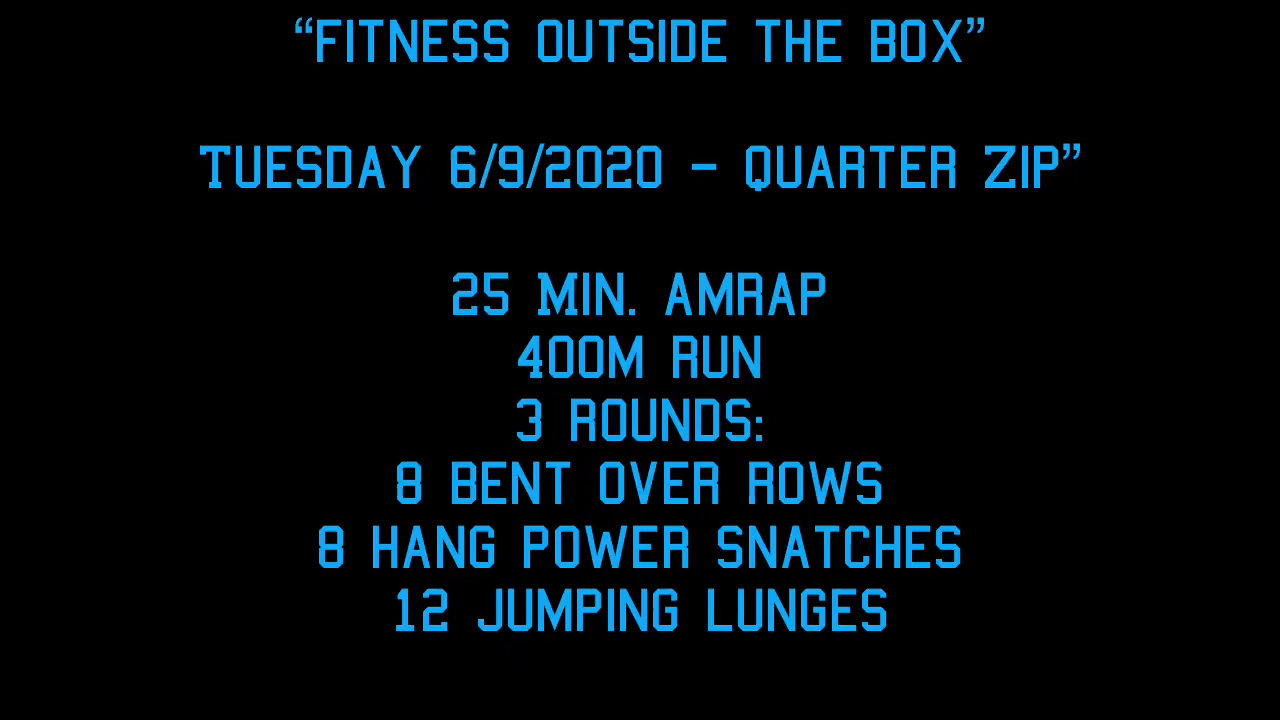 “FITNESS OUTSIDE THE BOX”
TUESDAY 6/9/2020 – QUARTER ZIP”
25 MIN. AMRAP
400M RUN
3 ROUNDS:
8 BENT OVER ROWS
8 HANG POWER SNATCHES
12 JUMPING LUNGES